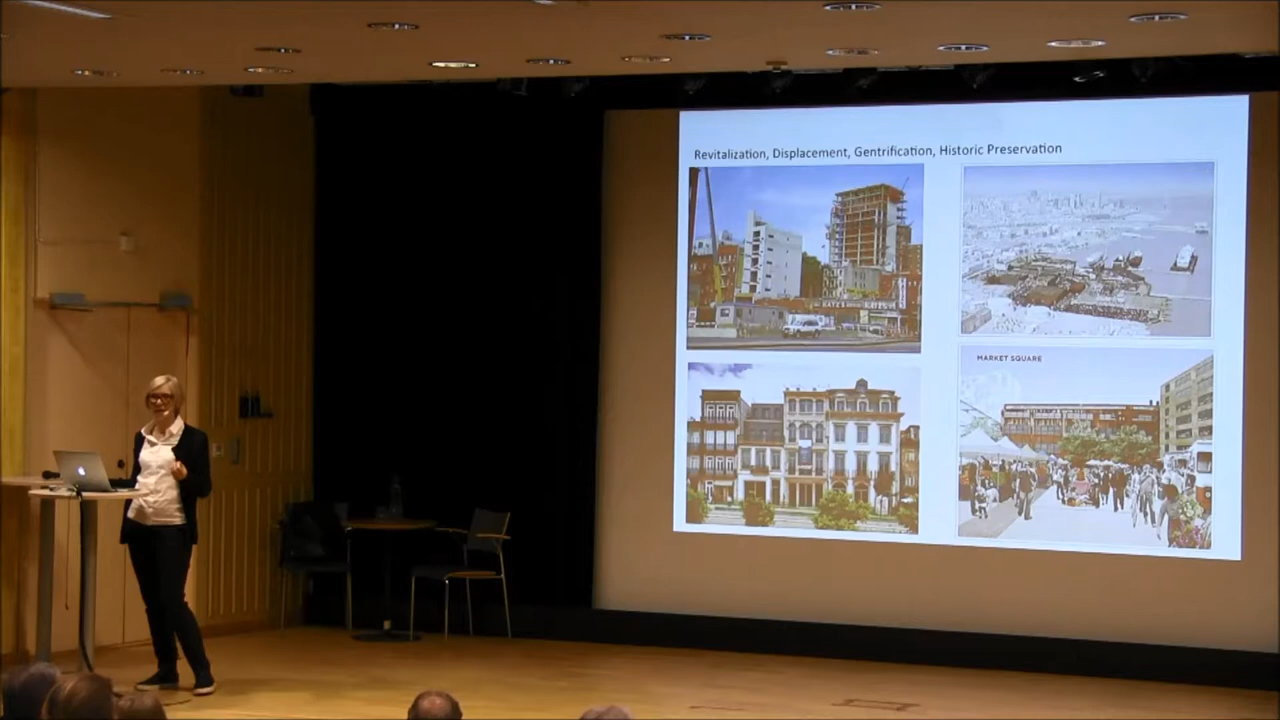 Revitalization, Displacement, Gentrification, Historic Preservation
MARKET SQUARE